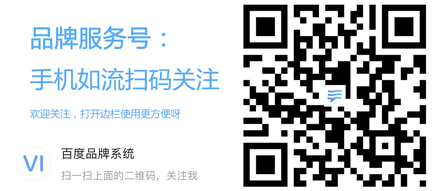 品牌服务号：
手机如流扫码关注
欢迎关注，打开边栏使用更方便呀
VI
百度品牌系统
扫一扫上面的二维码，关注我